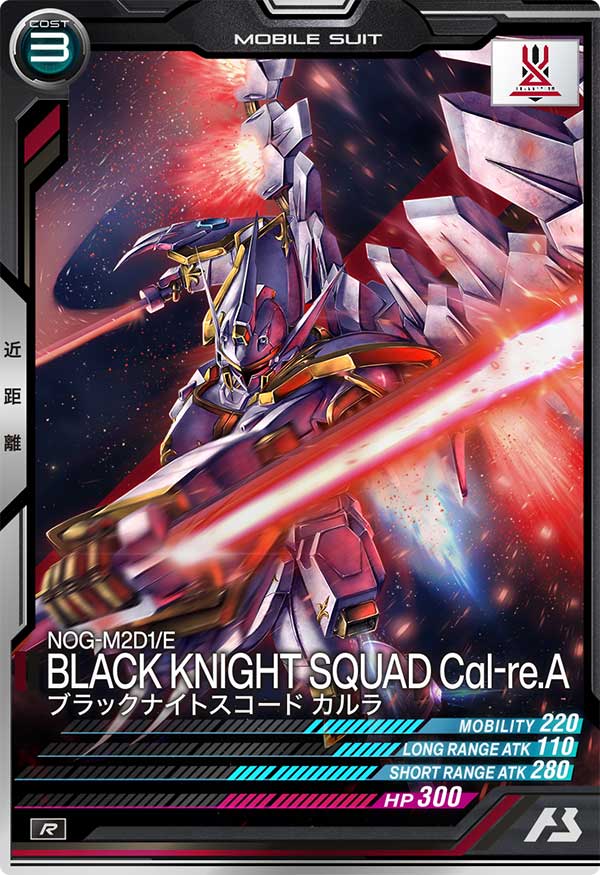 COST
3
MOBILE SUIT
近距離
NOG-M2D1/E
BLACK KNIGHT SQUAD Cal-re.A
ブラックナイトスコード カルラ
MOBILITY 220
LONG RANGE ATK 110
SHORT RANGE ATK 280
HP 300
R